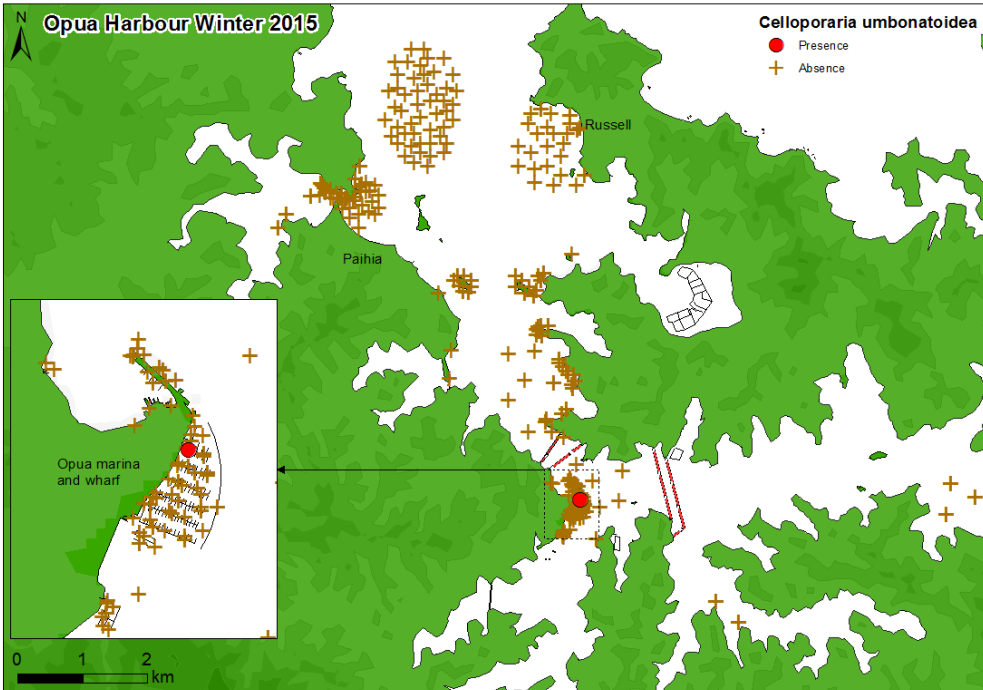 N
Opua Harbour Winter 2015
Celloporaria umbonatoidea
Presence
Absence
Russell
Paihia
Opua marina
and wharf
0 1 2
km